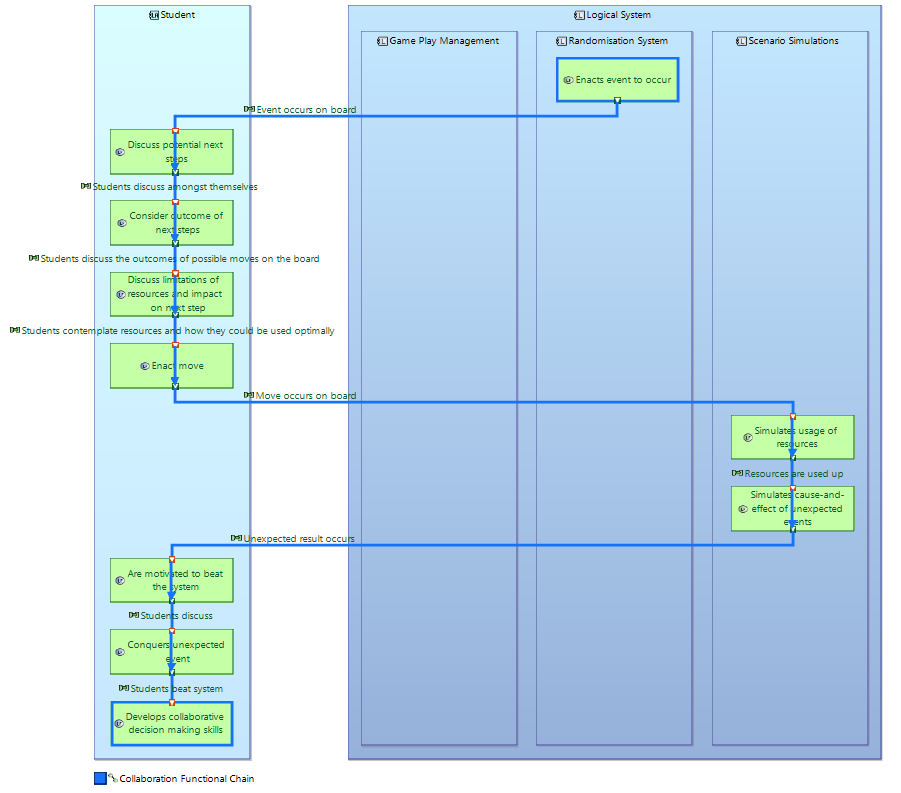 Student
Logical System
Game Play Management
Randomisation System
Scenario Simulations
Enacts event to occur
Event occurs on board
Discuss potential next
steps
Students discuss amongst themselves
Consider outcome of
next steps
Students discuss the outcomes of possible moves on the board
Discuss limitations of
resources and impact
on next step
Students contemplate resources and how they could be used optimally
Enact move
Move occurs on board
Simulates usage of
resources
Resources are used up
Simulates cause-and-
effect of unexpected
events
Unexpected result occurs
Are motivated to beat
the system
Students discuss
Conquers unexpected
event
Students beat system
Develops collaborative
decision making skills
Collaboration Functional Chain